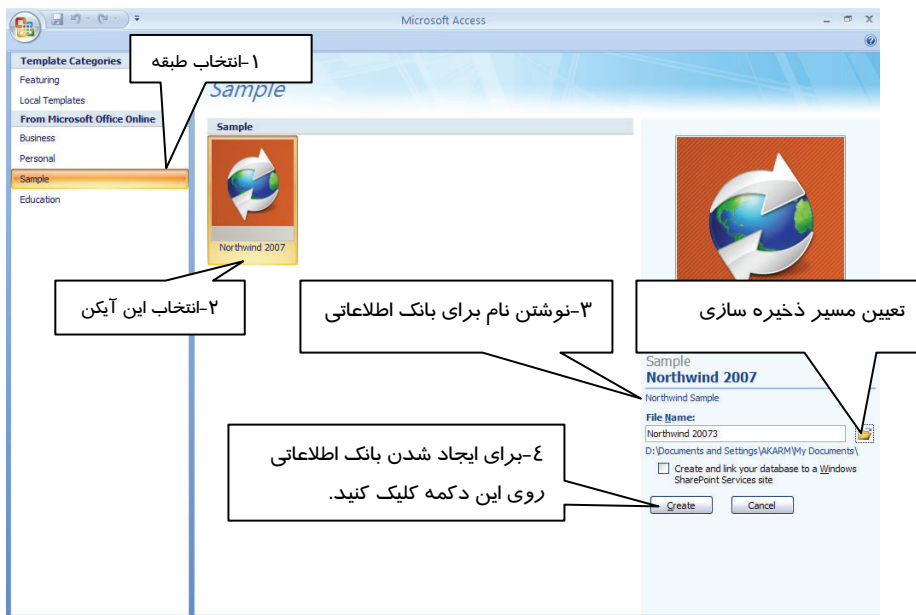 Microsoft Access
Template Categories
Featuring
Local Templates
From Microsoft Office Online
Business
Personal
Sample
Education
۱-انتخاب طبقه
Sample
Sample
Northwind 2007
۲-انتخاب این آیکن
۳-نوشتن نام برای بانک اطلاعاتی
تعیین مسیر ذخیره سازی
Sample
Northwind 2007
Northwind Sample
File Name:
Northwind 20073
D:\Documents and Settings\AKARM\My Documents\
Create and link your database to a Windows
SharePoint Services site
Create
Cancel
٤-برای ایجاد شدن بانک اطلاعاتی
روی این دکمه کلیک کنید.